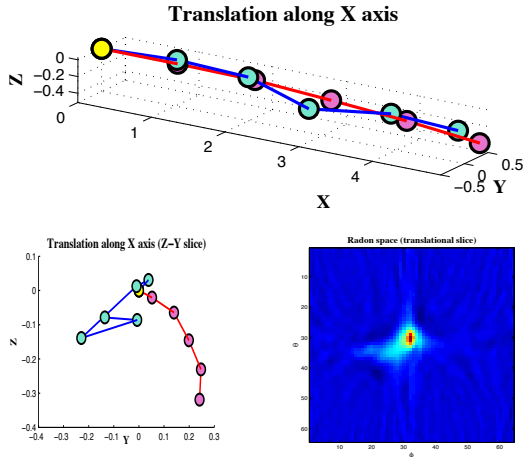 Translation along X axis
0
−0.2
−0.4
Z
0
1
2
3
4
X
0.5
0
−0.5
Y
Translation along X axis (Z−Y slice)
0.1
0
−0.1
−0.2
−0.3
−0.4
Z
−0.4 −0.3 −0.2 −0.1 0 0.1 0.2 0.3
Y
Radon space (translational slice)
10
20
30
40
50
60
Θ
10 20 30 40 50 60
ϕ